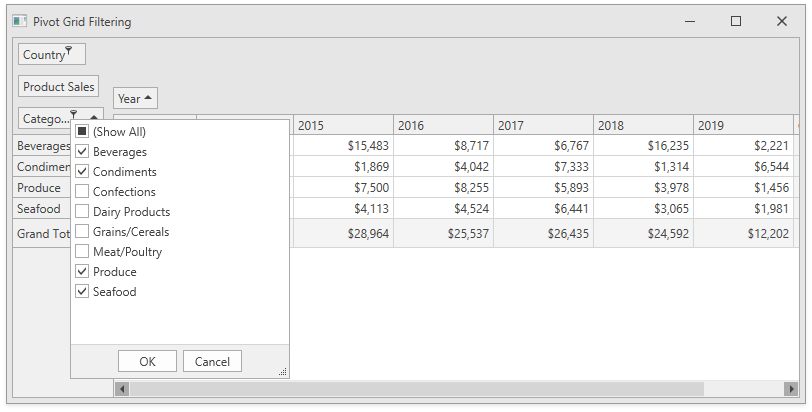 Pivot Grid Filtering
Country
Product Sales
Catego...
Year
(Show All)
Beverages
Condiments
Confections
Dairy Products
Grains/Cereals
Meat/Poultry
Produce
Seafood
OK Cancel
2015 2016 2017 2018 2019
Beverages $15,483 $8,717 $6,767 $16,235 $2,221
Condimen $1,869 $4,042 $7,333 $1,314 $6,544
Produce $7,500 $8,255 $5,893 $3,978 $1,456
Seafood $4,113 $4,524 $6,441 $3,065 $1,981
Grand Tot $28,964 $25,537 $26,435 $24,592 $12,202